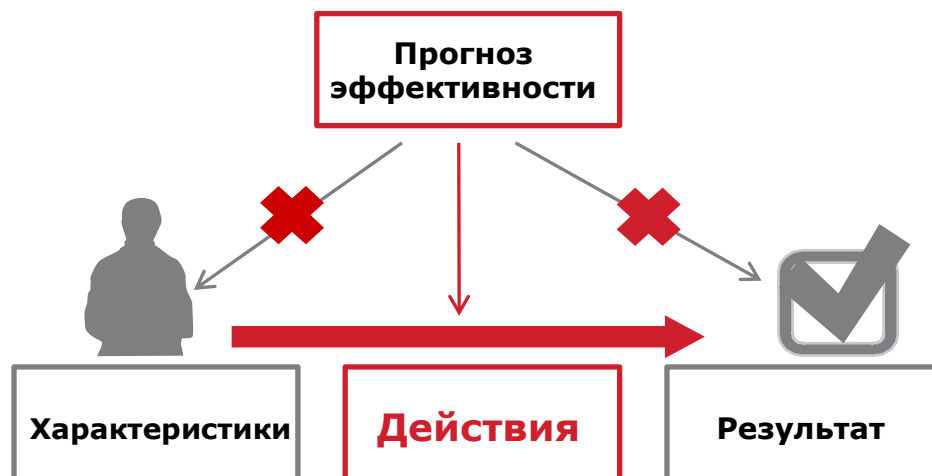 Прогноз
эффективности
Характеристики
Действия
Результат